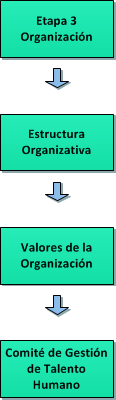 Etapa 3
Organización
Estructura
Organizativa
Valores de la
Organización
Comité de Gestión
de Talento
Humano